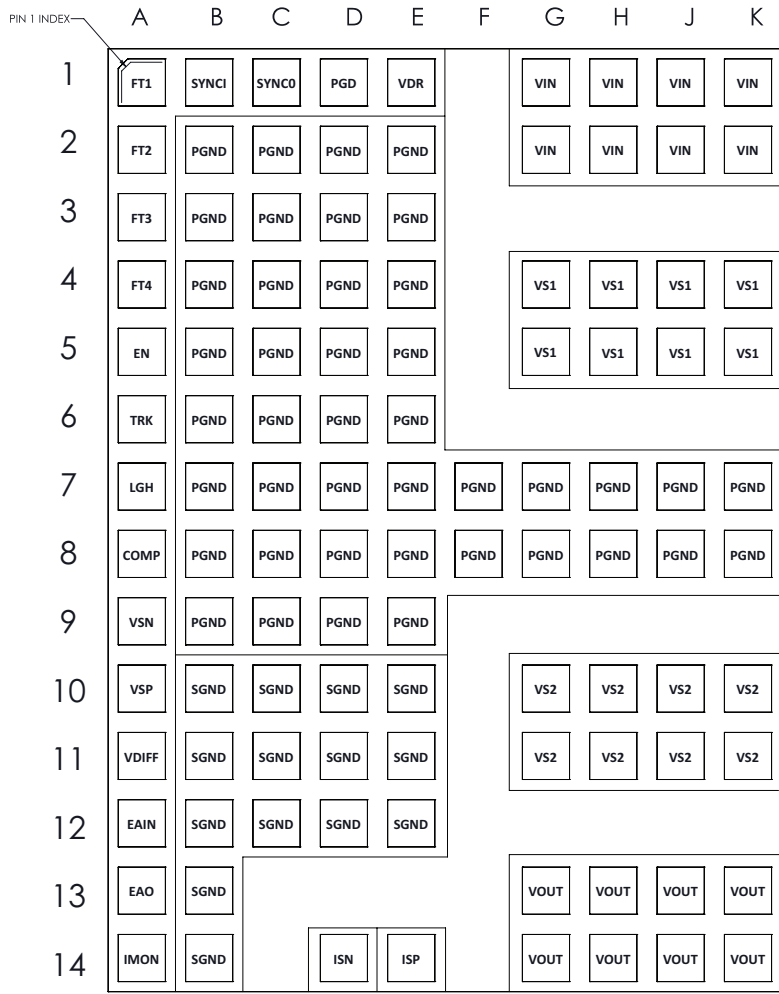 PIN 1 INDEX
A B C D E F G H J K
1 FT1 SYNCI SYNCO PGD VDR VIN VIN VIN VIN
2 FT2 PGND PGND PGND PGND VIN VIN VIN VIN
3 FT3 PGND PGND PGND PGND
4 FT4 PGND PGND PGND PGND VS1 VS1 VS1 VS1
5 EN PGND PGND PGND PGND VS1 VS1 VS1 VS1
6 TRK PGND PGND PGND PGND
7 LGH PGND PGND PGND PGND PGND PGND PGND PGND PGND
8 COMP PGND PGND PGND PGND PGND PGND PGND PGND PGND
9 VSN PGND PGND PGND PGND
10 VSP SGND SGND SGND SGND VS2 VS2 VS2 VS2
11 VDIFF SGND SGND SGND SGND VS2 VS2 VS2 VS2
12 EAIN SGND SGND SGND SGND
13 EAO SGND VOUT VOUT VOUT VOUT
14 IMON SGND ISN ISP VOUT VOUT VOUT VOUT